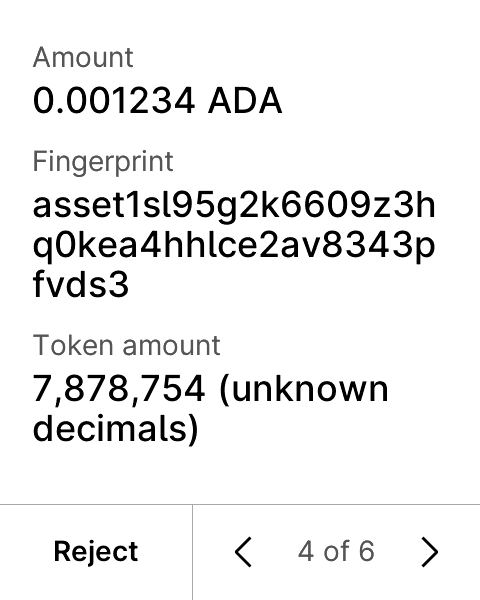 Amount
0.001234 ADA
Fingerprint
asset1sl95g2k6609z3h
q0kea4hhlce2av8343p
fvds3
Token amount
7,878,754 (unknown
decimals)
Reject
4 of 6